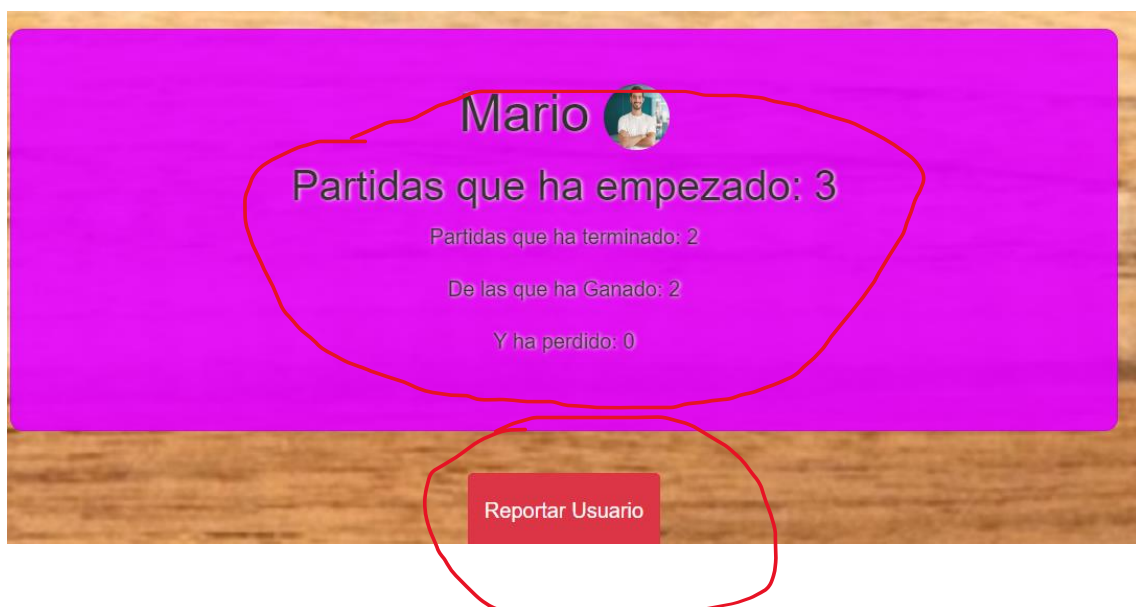 Mario
Partidas que ha empezado: 3
Partidas que ha terminado: 2
De las que ha Ganado: 2
Y ha perdido: 0
Reportar Usuario